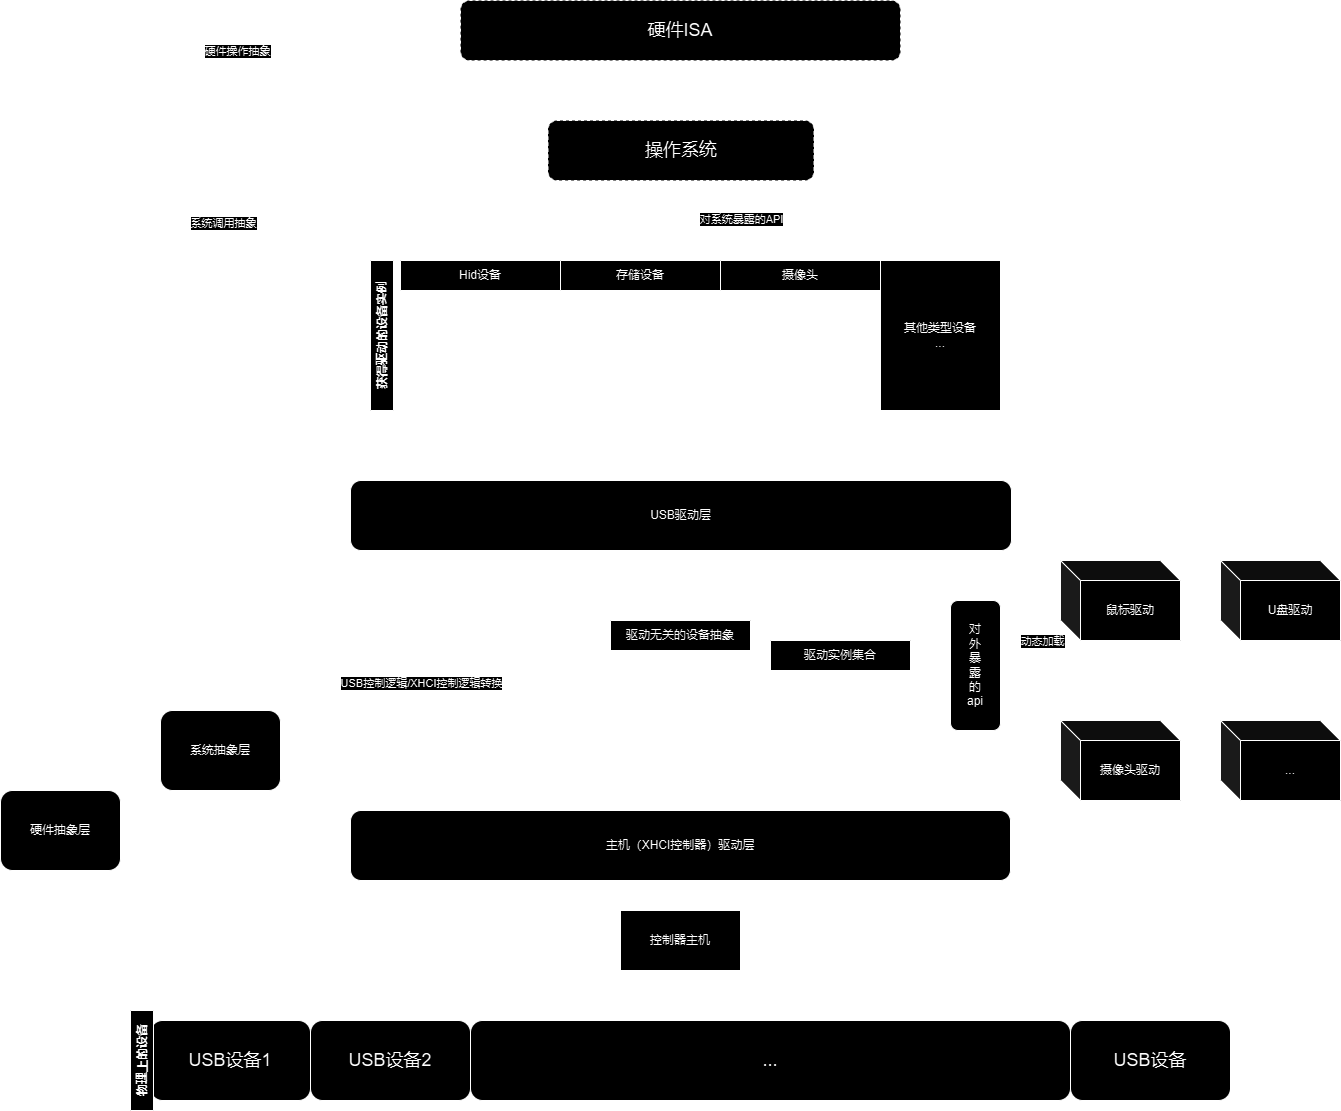 硬件ISA
硬件操作抽象
操作系统
系统调用抽象
对系统暴露的API
获得驱动的设备实例
Hid设备
存储设备
摄像头
其他类型设备
...
USB驱动层
鼠标驱动
U盘驱动
对
外
暴
露
的
api
驱动无关的设备抽象
动态加载
驱动实例集合
USB控制逻辑/XHCI控制逻辑转换
系统抽象层
摄像头驱动
...
硬件抽象层
主机（XHCI控制器）驱动层
控制器主机
物理上的设备
USB设备1
USB设备2
...
USB设备